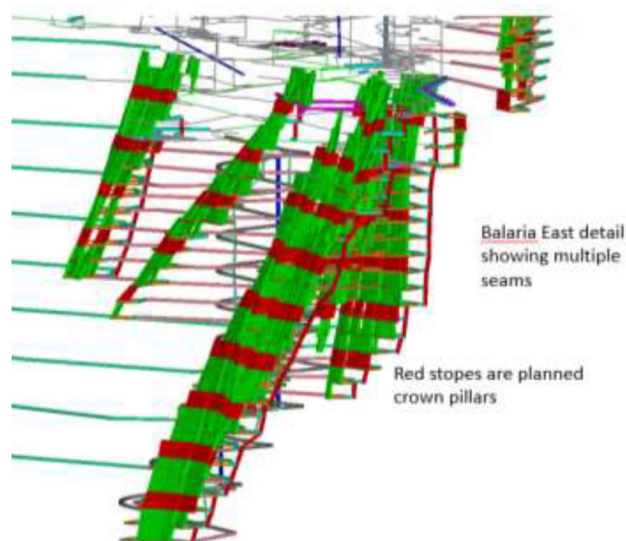 Balaria East detail
showing multiple
seams
Red stopes are planned
crown pillars